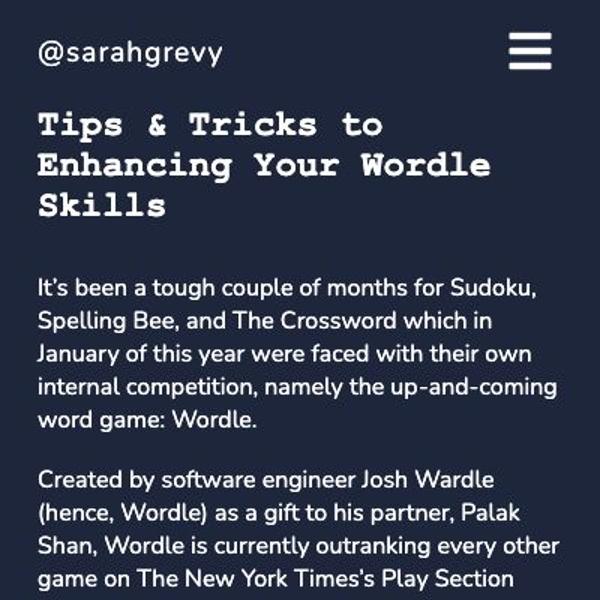 @sarahgrevy
Tips & Tricks to
Enhancing Your Wordle
Skills
It’s been a tough couple of months for Sudoku,
Spelling Bee, and The Crossword which in
January of this year were faced with their own
internal competition, namely the up-and-coming
word game: Wordle.
Created by software engineer Josh Wardle
(hence, Wordle) as a gift to his partner, Palak
Shan, Wordle is currently outranking every other
game on The New York Times’s Play Section